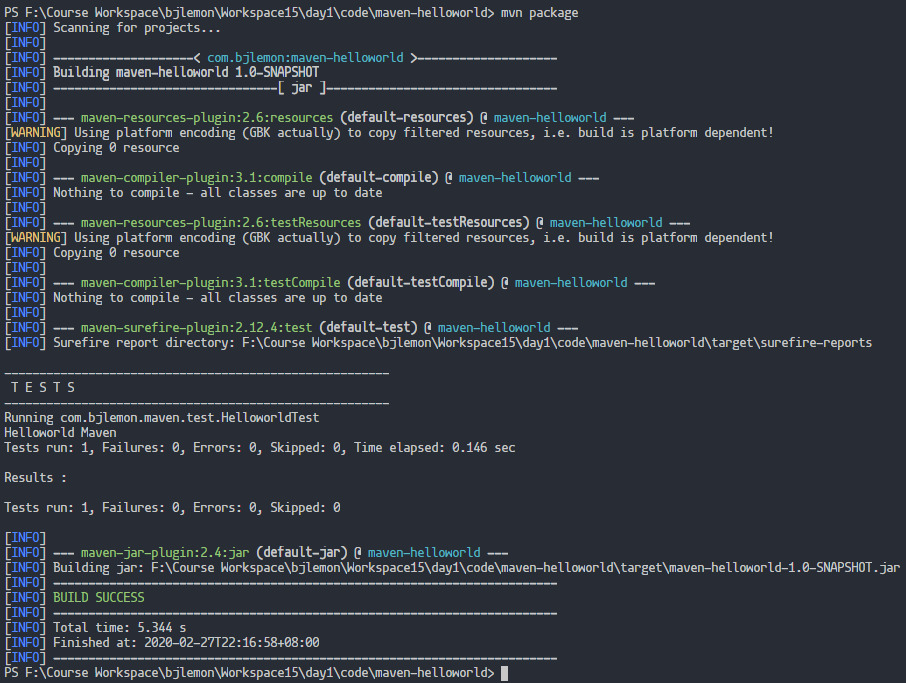 PS F:\Course Workspace\bjlemon\Workspace15\day1\code\maven-helloworld> mvn package
[INFO] Scanning for projects...
[INFO]
[INFO] --------------------< com.bjlemon:maven-helloworld >--------------------
[INFO] Building maven-helloworld 1.0-SNAPSHOT
[INFO] --------------------------------[ jar ]---------------------------------
[INFO]
[INFO] --- maven-resources-plugin:2.6:resources (default-resources) @ maven-helloworld ---
[WARNING] Using platform encoding (GBK actually) to copy filtered resources, i.e. build is platform dependent!
[INFO] Copying 0 resource
[INFO]
[INFO] --- maven-compiler-plugin:3.1:compile (default-compile) @ maven-helloworld ---
[INFO] Nothing to compile - all classes are up to date
[INFO]
[INFO] --- maven-resources-plugin:2.6:testResources (default-testResources) @ maven-helloworld ---
[WARNING] Using platform encoding (GBK actually) to copy filtered resources, i.e. build is platform dependent!
[INFO] Copying 0 resource
[INFO]
[INFO] --- maven-compiler-plugin:3.1:testCompile (default-testCompile) @ maven-helloworld ---
[INFO] Nothing to compile - all classes are up to date
[INFO]
[INFO] --- maven-surefire-plugin:2.12.4:test (default-test) @ maven-helloworld ---
[INFO] Surefire report directory: F:\Course Workspace\bjlemon\Workspace15\day1\code\maven-helloworld\target\surefire-reports
-------------------------------------------------------
T E S T S
-------------------------------------------------------
Running com.bjlemon.maven.test.HelloworldTest
Helloworld Maven
Tests run: 1, Failures: 0, Errors: 0, Skipped: 0, Time elapsed: 0.146 sec
Results :
Tests run: 1, Failures: 0, Errors: 0, Skipped: 0
[INFO]
[INFO] --- maven-jar-plugin:2.4:jar (default-jar) @ maven-helloworld ---
[INFO] Building jar: F:\Course Workspace\bjlemon\Workspace15\day1\code\maven-helloworld\target\maven-helloworld-1.0-SNAPSHOT.jar
[INFO] ------------------------------------------------------------------------
[INFO] BUILD SUCCESS
[INFO] ------------------------------------------------------------------------
[INFO] Total time: 5.344 s
[INFO] Finished at: 2020-02-27T22:16:58+08:00
[INFO] ------------------------------------------------------------------------
PS F:\Course Workspace\bjlemon\Workspace15\day1\code\maven-helloworld>